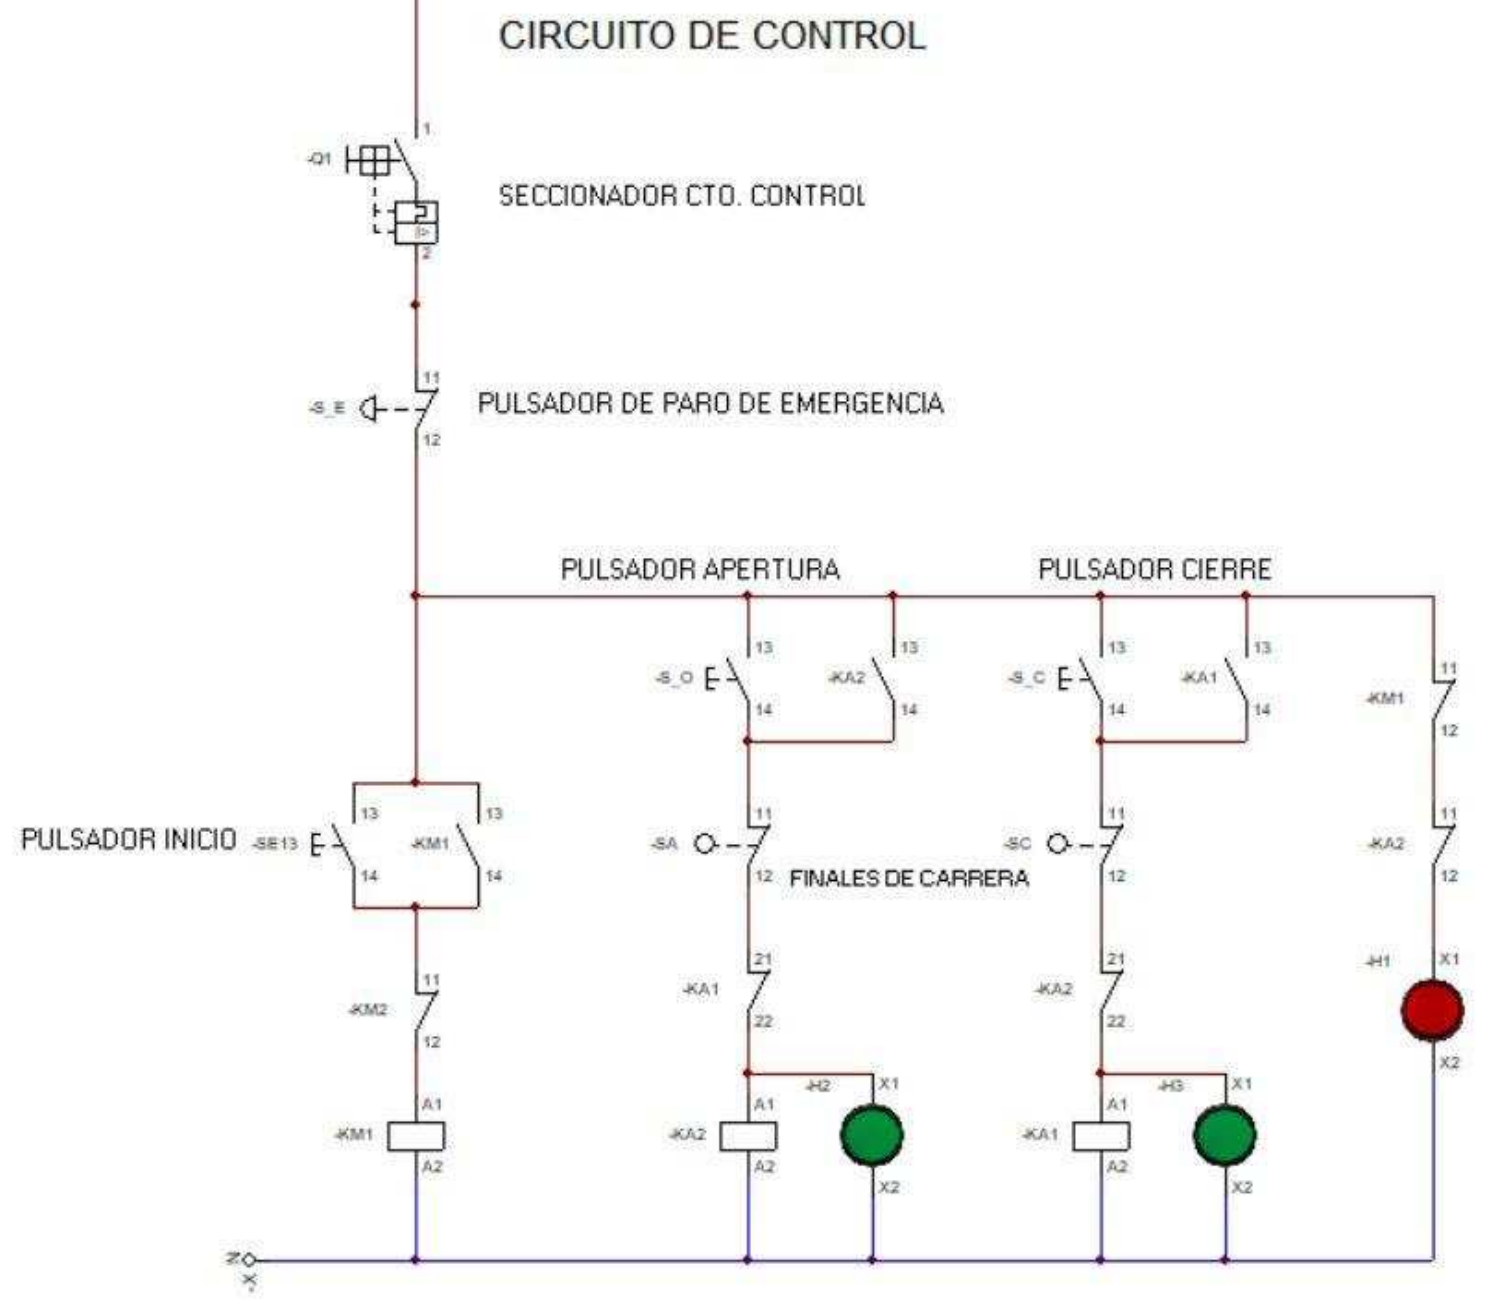 CIRCUITO DE CONTROL
1
-Q1
SECCIONADOR CTO. CONTROL
2
11
-S_E
PULSADOR DE PARO DE EMERGENCIA
12
PULSADOR APERTURA
PULSADOR CIERRE
13 13 13 13
-S_O -KA2 -S_C -KA1
14 14 14 14
11
-KM1
12
13 13 11 11 11
PULSADOR INICIO -SE13 -KM1 -SA -SC -KA2
14 14 12 FINALES DE CARRERA 12 12
11 21 21 -H1 X1
-KM2 -KA1 -KA2
12 22 22
X2
-H2 X1 -H3 X1
A1 A1 A1
-KM1 -KA2 -KA1
A2 A2 A2
X2 X2
N
-X